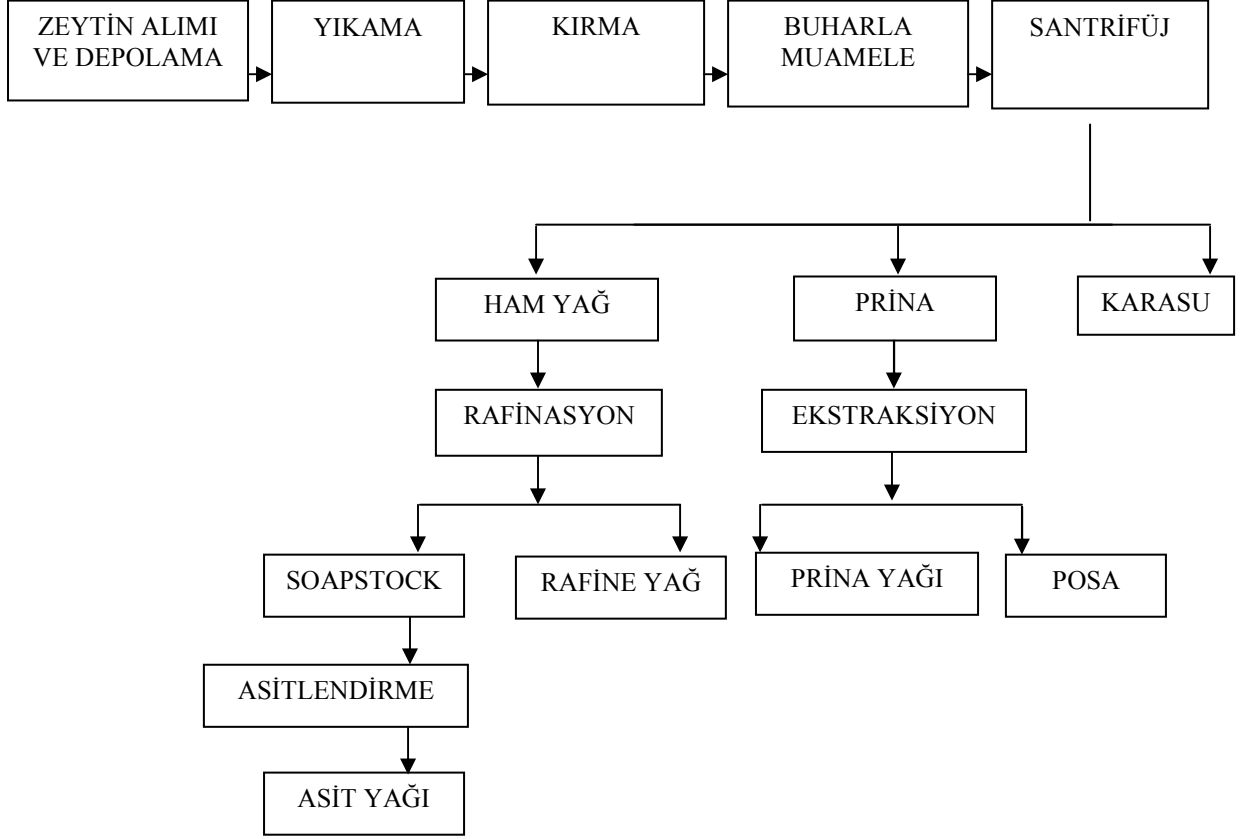 ZEYTİN ALIMI
VE DEPOLAMA
YIKAMA
KIRMA
BUHARLA
MUAMELE
SANTRİFÜJ
HAM YAĞ
PRİNA
KARASU
RAFİNASYON
EKSTRAKSİYON
SOAPSTOCK
RAFİNE YAĞ
PRİNA YAĞI
POSA
ASİTLENDİRME
ASİT YAĞI